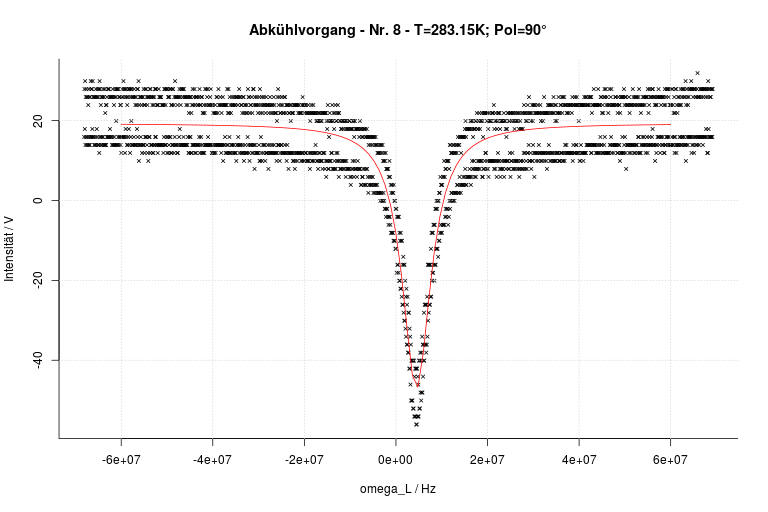 Abkühlvorgang - Nr. 8 - T=283.15K; Pol=90°
Intensität / V
20
0
-20
-40
-6e+07 -4e+07 -2e+07 0e+00 2e+07 4e+07 6e+07
omega_L / Hz